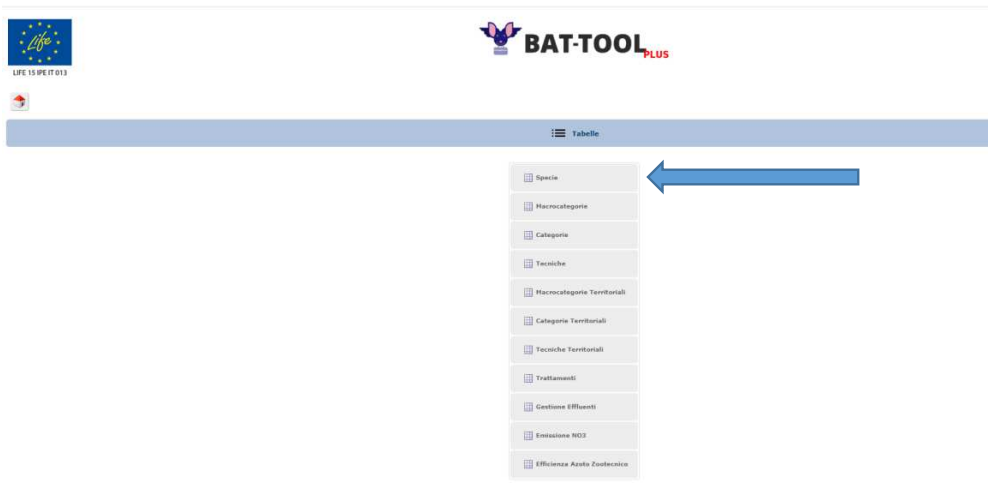 Life
LIFE 15 IPE IT 013
BAT-TOOL PLUS
Tabelle
Specie
Macrocategorie
Categorie
Tecniche
Macrocategorie Territoriali
Categorie Territoriali
Tecniche Territoriali
Trattamenti
Gestione Effluenti
Emissione NO3
Efficienza Azoto Zootecnico